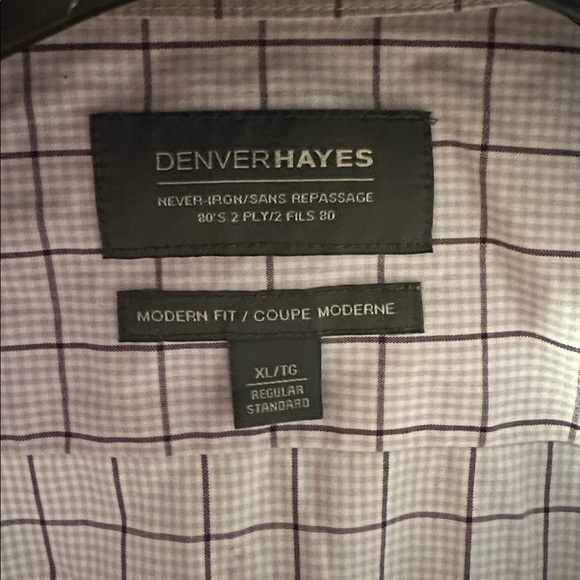 DENVERHAYES
NEVER-IRON/SANS REPASSAGE
80'S 2 PLY/2 FILS 80
MODERN FIT / COUPE MODERNE
XL/TG
REGULAR
STANDARD